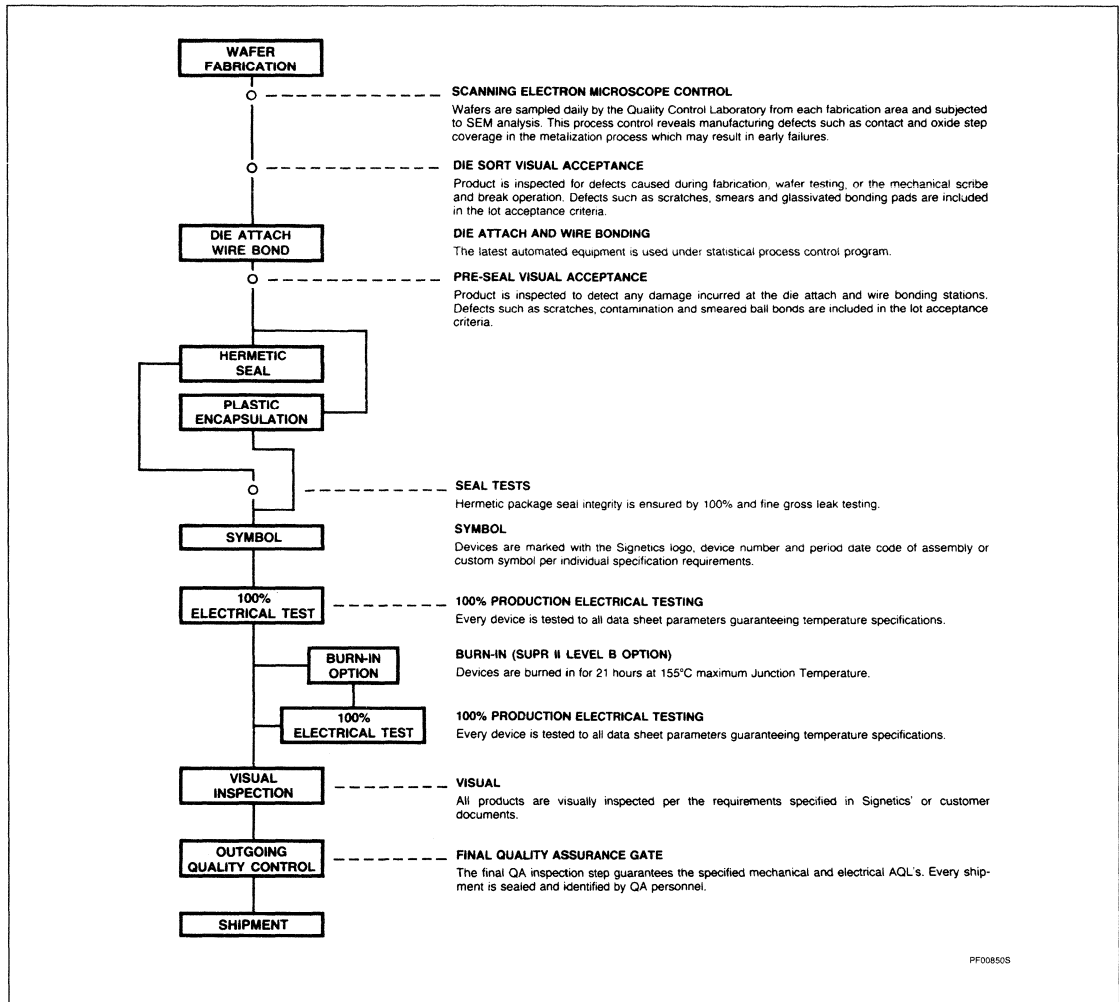 WAFER
FABRICATION
SCANNING ELECTRON MICROSCOPE CONTROL
Wafers are sampled daily by the Quality Control Laboratory from each fabrication area and subjected
to SEM analysis. This process control reveals manufacturing defects such as contact and oxide step
coverage in the metalization process which may result in early failures.
DIE SORT VISUAL ACCEPTANCE
Product is inspected for defects caused during fabrication, wafer testing, or the mechanical scribe
and break operation. Defects such as scratches, smears and glassivated bonding pads are included
in the lot acceptance criteria.
DIE ATTACH
WIRE BOND
DIE ATTACH AND WIRE BONDING
The latest automated equipment is used under statistical process control program.
PRE-SEAL VISUAL ACCEPTANCE
Product is inspected to detect any damage incurred at the die attach and wire bonding stations.
Defects such as scratches, contamination and smeared ball bonds are included in the lot acceptance
criteria.
HERMETIC
SEAL
PLASTIC
ENCAPSULATION
SEAL TESTS
Hermetic package seal integrity is ensured by 100% and fine gross leak testing.
SYMBOL
SYMBOL
Devices are marked with the Signetics logo, device number and period date code of assembly or
custom symbol per individual specification requirements.
100%
ELECTRICAL TEST
100% PRODUCTION ELECTRICAL TESTING
Every device is tested to all data sheet parameters guaranteeing temperature specifications.
BURN-IN
OPTION
BURN-IN (SUPR II LEVEL B OPTION)
Devices are burned in for 21 hours at 155°C maximum Junction Temperature.
100%
ELECTRICAL TEST
100% PRODUCTION ELECTRICAL TESTING
Every device is tested to all data sheet parameters guaranteeing temperature specifications.
VISUAL
INSPECTION
VISUAL
All products are visually inspected per the requirements specified in Signetics' or customer
documents.
OUTGOING
QUALITY CONTROL
FINAL QUALITY ASSURANCE GATE
The final QA inspection step guarantees the specified mechanical and electrical AQL's. Every ship-
ment is sealed and identified by QA personnel.
SHIPMENT
PF00850S